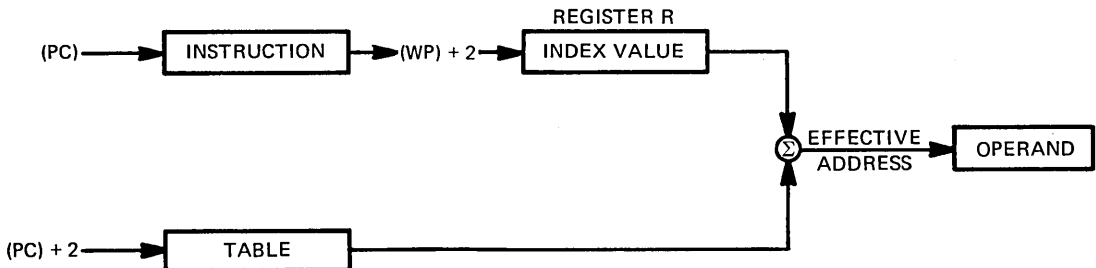 REGISTER R
(PC) INSTRUCTION (WP) + 2 INDEX VALUE
Σ EFFECTIVE ADDRESS OPERAND
(PC) + 2 TABLE